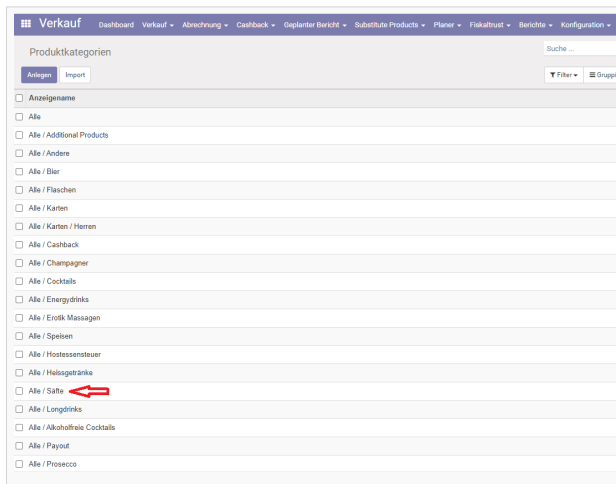 Verkauf Dashboard Verkauf Abrechnung Cashback Geplanter Bericht Substitute Products Planer Fiskaltrust Berichte Konfiguration
Produktkategorien Suche ...
Anlegen Import Filter Gruppi
Anzeigename
Alle
Alle / Additional Products
Alle / Andere
Alle / Bier
Alle / Flaschen
Alle / Karten
Alle / Karten / Herren
Alle / Cashback
Alle / Champagner
Alle / Cocktails
Alle / Energydrinks
Alle / Erotik Massagen
Alle / Speisen
Alle / Hostessensteuer
Alle / Heissgetränke
Alle / Säfte
Alle / Longdrinks
Alle / Alkoholfreie Cocktails
Alle / Payout
Alle / Prosecco